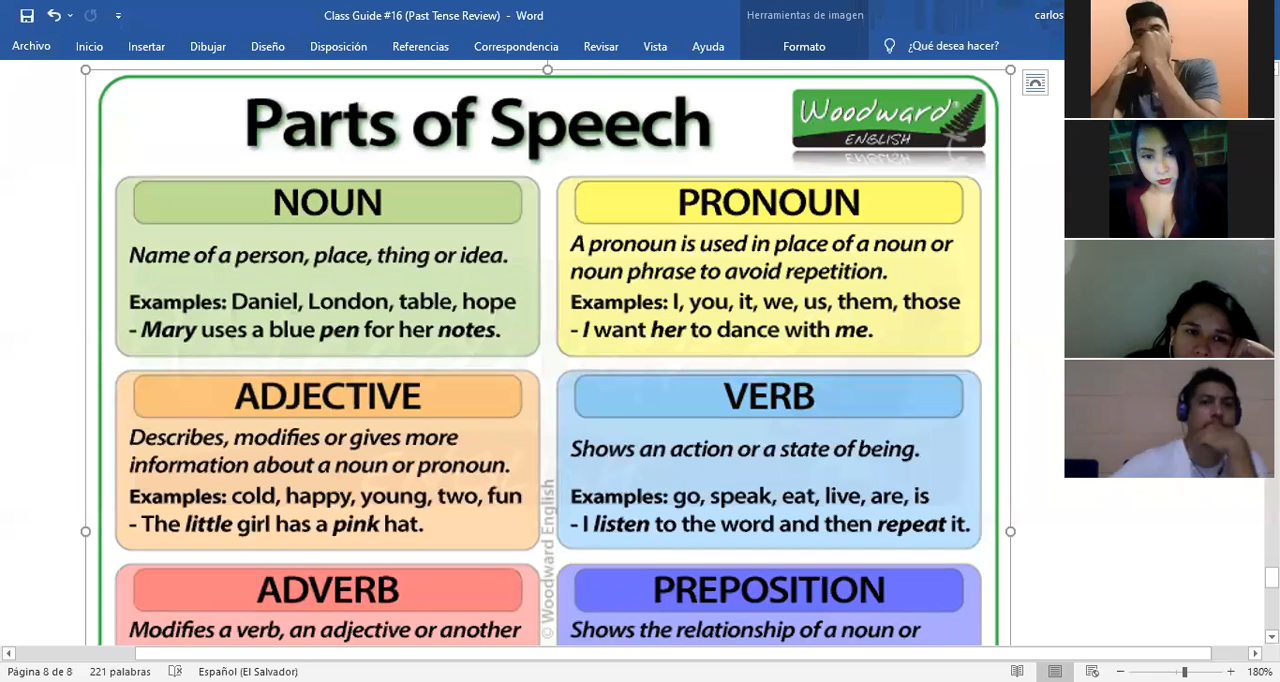 Class Guide #16 (Past Tense Review) - Word
Herramientas de imagen
carlos
Archivo
Inicio
Insertar
Dibujar
Diseño
Disposición
Referencias
Correspondencia
Revisar
Vista
Ayuda
Formato
¿Qué desea hacer?
Parts of Speech
Woodward®
ENGLISH
NOUN
Name of a person, place, thing or idea.
Examples: Daniel, London, table, hope
- Mary uses a blue pen for her notes.
PRONOUN
A pronoun is used in place of a noun or
noun phrase to avoid repetition.
Examples: I, you, it, we, us, them, those
- I want her to dance with me.
ADJECTIVE
Describes, modifies or gives more
information about a noun or pronoun.
Examples: cold, happy, young, two, fun
- The little girl has a pink hat.
VERB
Shows an action or a state of being.
Examples: go, speak, eat, live, are, is
- I listen to the word and then repeat it.
© Woodward English
ADVERB
Modifies a verb, an adjective or another
PREPOSITION
Shows the relationship of a noun or
Página 8 de 8
221 palabras
Español (El Salvador)
180%